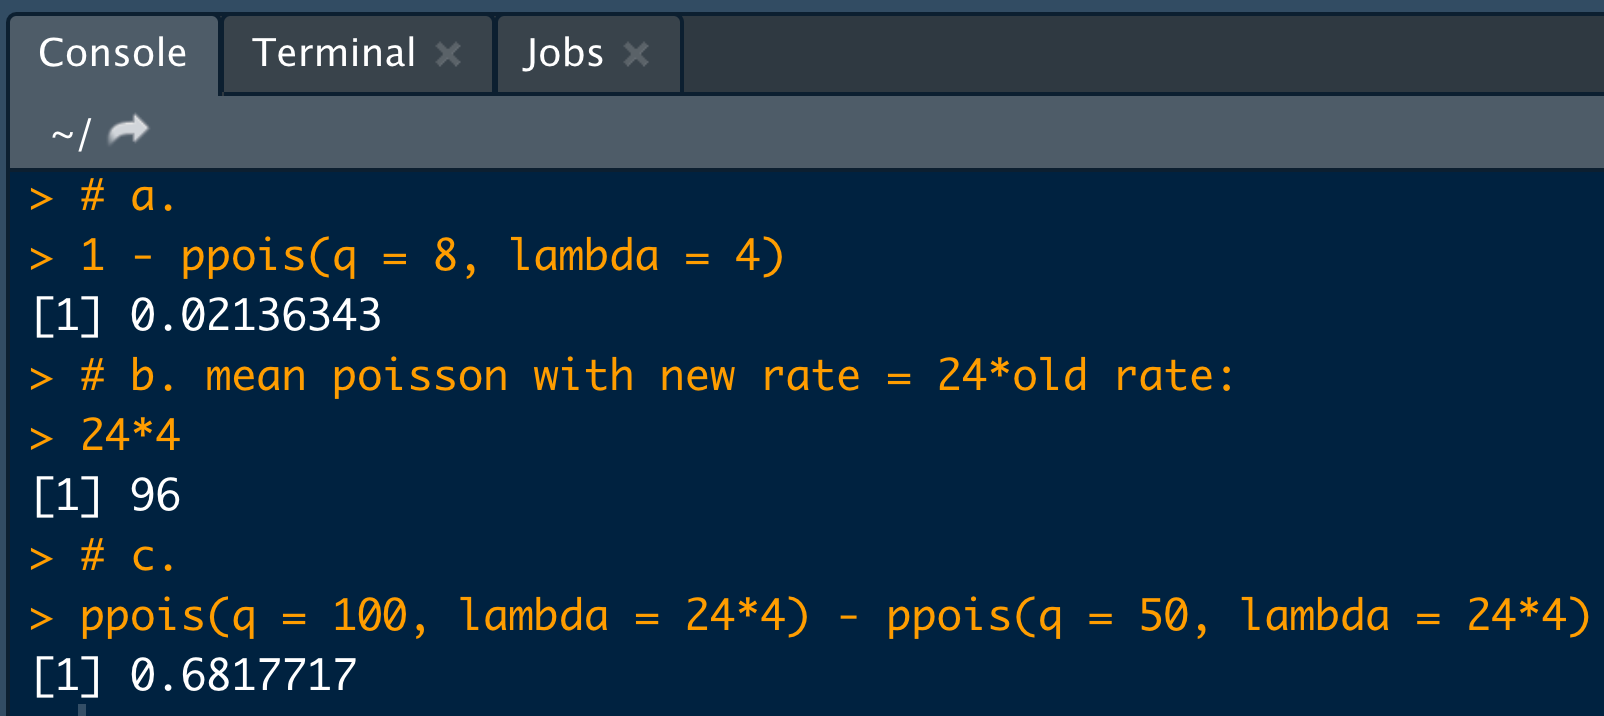 Console Terminal Jobs
~/
> # a.
> 1 - ppois(q = 8, lambda = 4)
[1] 0.02136343
> # b. mean poisson with new rate = 24*old rate:
> 24*4
[1] 96
> # c.
> ppois(q = 100, lambda = 24*4) - ppois(q = 50, lambda = 24*4)
[1] 0.6817717